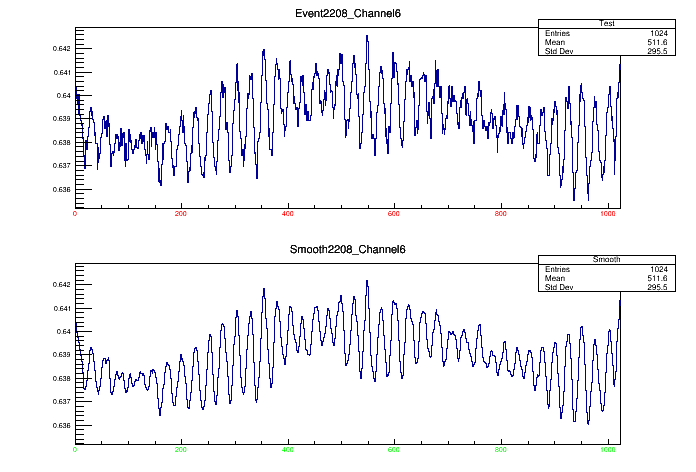 Event2208_Channel6
Test
Entries 1024
Mean 511.6
Std Dev 295.5
0.642
0.641
0.64
0.639
0.638
0.637
0.636
0 200 400 600 800 1000
Smooth2208_Channel6
Smooth
Entries 1024
Mean 511.6
Std Dev 295.5
0.642
0.641
0.64
0.639
0.638
0.637
0.636
0 200 400 600 800 1000